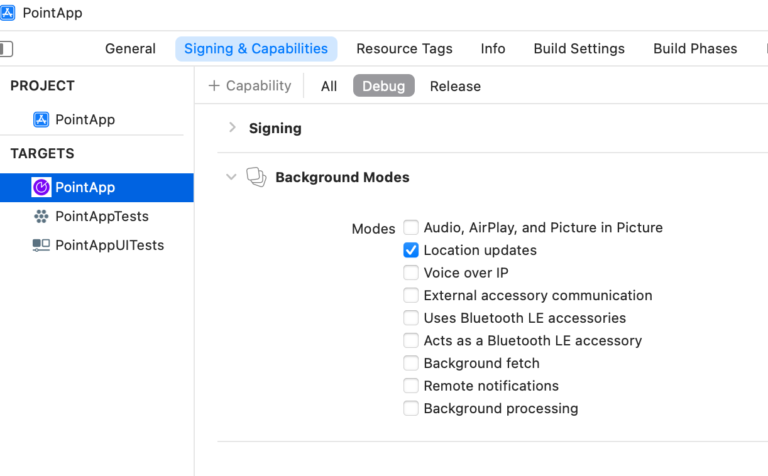 PointApp
General Signing & Capabilities Resource Tags Info Build Settings Build Phases
PROJECT
PointApp
TARGETS
PointApp
PointAppTests
PointAppUITests
+ Capability All Debug Release
Signing
Background Modes
Modes
Audio, AirPlay, and Picture in Picture
Location updates
Voice over IP
External accessory communication
Uses Bluetooth LE accessories
Acts as a Bluetooth LE accessory
Background fetch
Remote notifications
Background processing